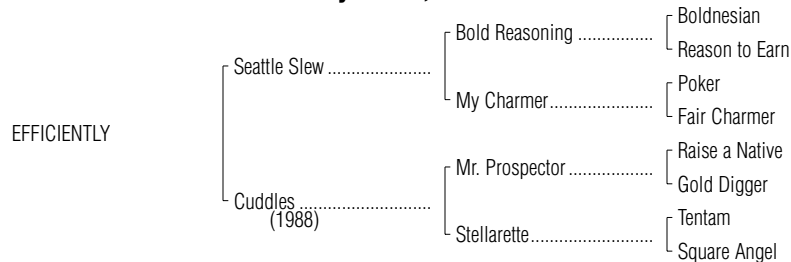 Boldnesian
Bold Reasoning ................
Reason to Earn
Seattle Slew ......................
Poker
My Charmer......................
Fair Charmer
EFFICIENTLY
Raise a Native
Mr. Prospector ..................
Gold Digger
Cuddles ............................
(1988)
Tentam
Stellarette..........................
Square Angel